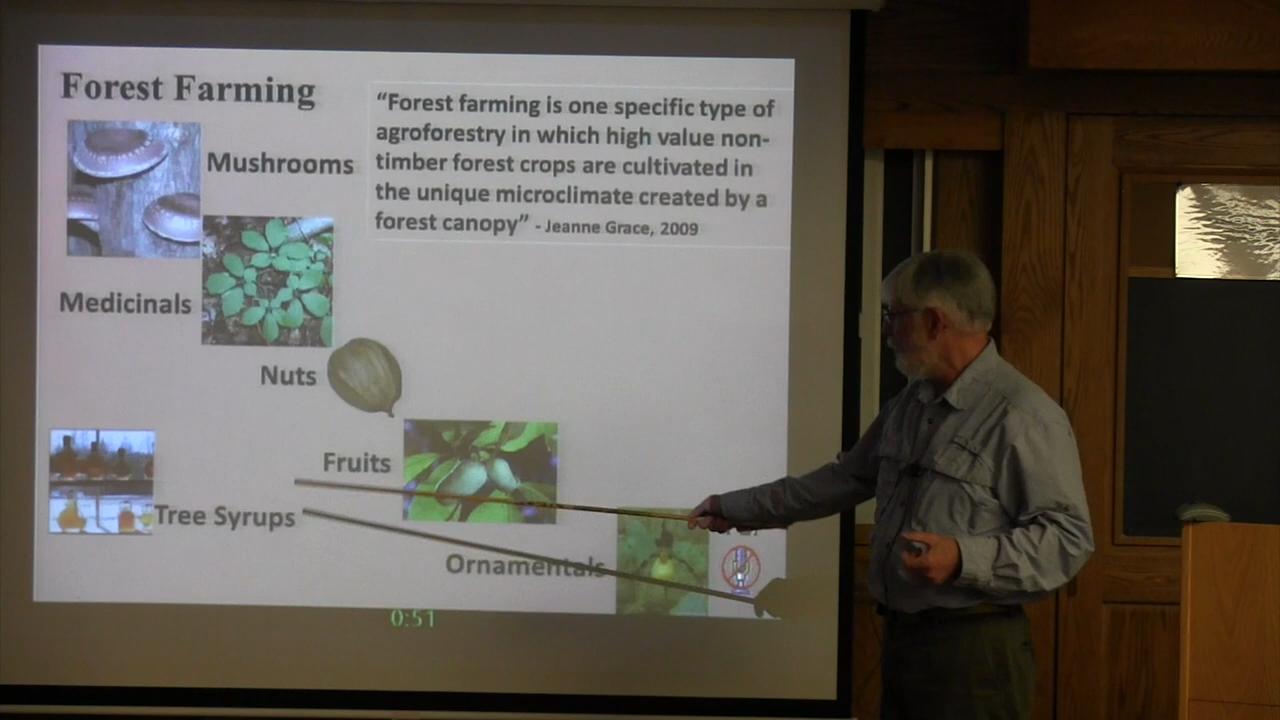 Forest Farming
“Forest farming is one specific type of
agroforestry in which high value non-
timber forest crops are cultivated in
the unique microclimate created by a
forest canopy” - Jeanne Grace, 2009
Mushrooms
Medicinals
Nuts
Fruits
Tree Syrups
Ornamentals
0:51